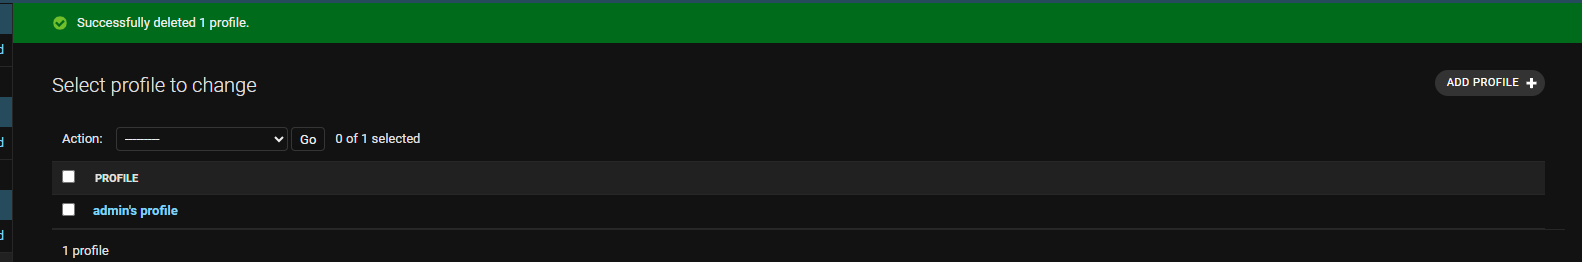 Successfully deleted 1 profile.
d
Select profile to change
ADD PROFILE
Action: --------- Go 0 of 1 selected
d
PROFILE
admin's profile
d
1 profile